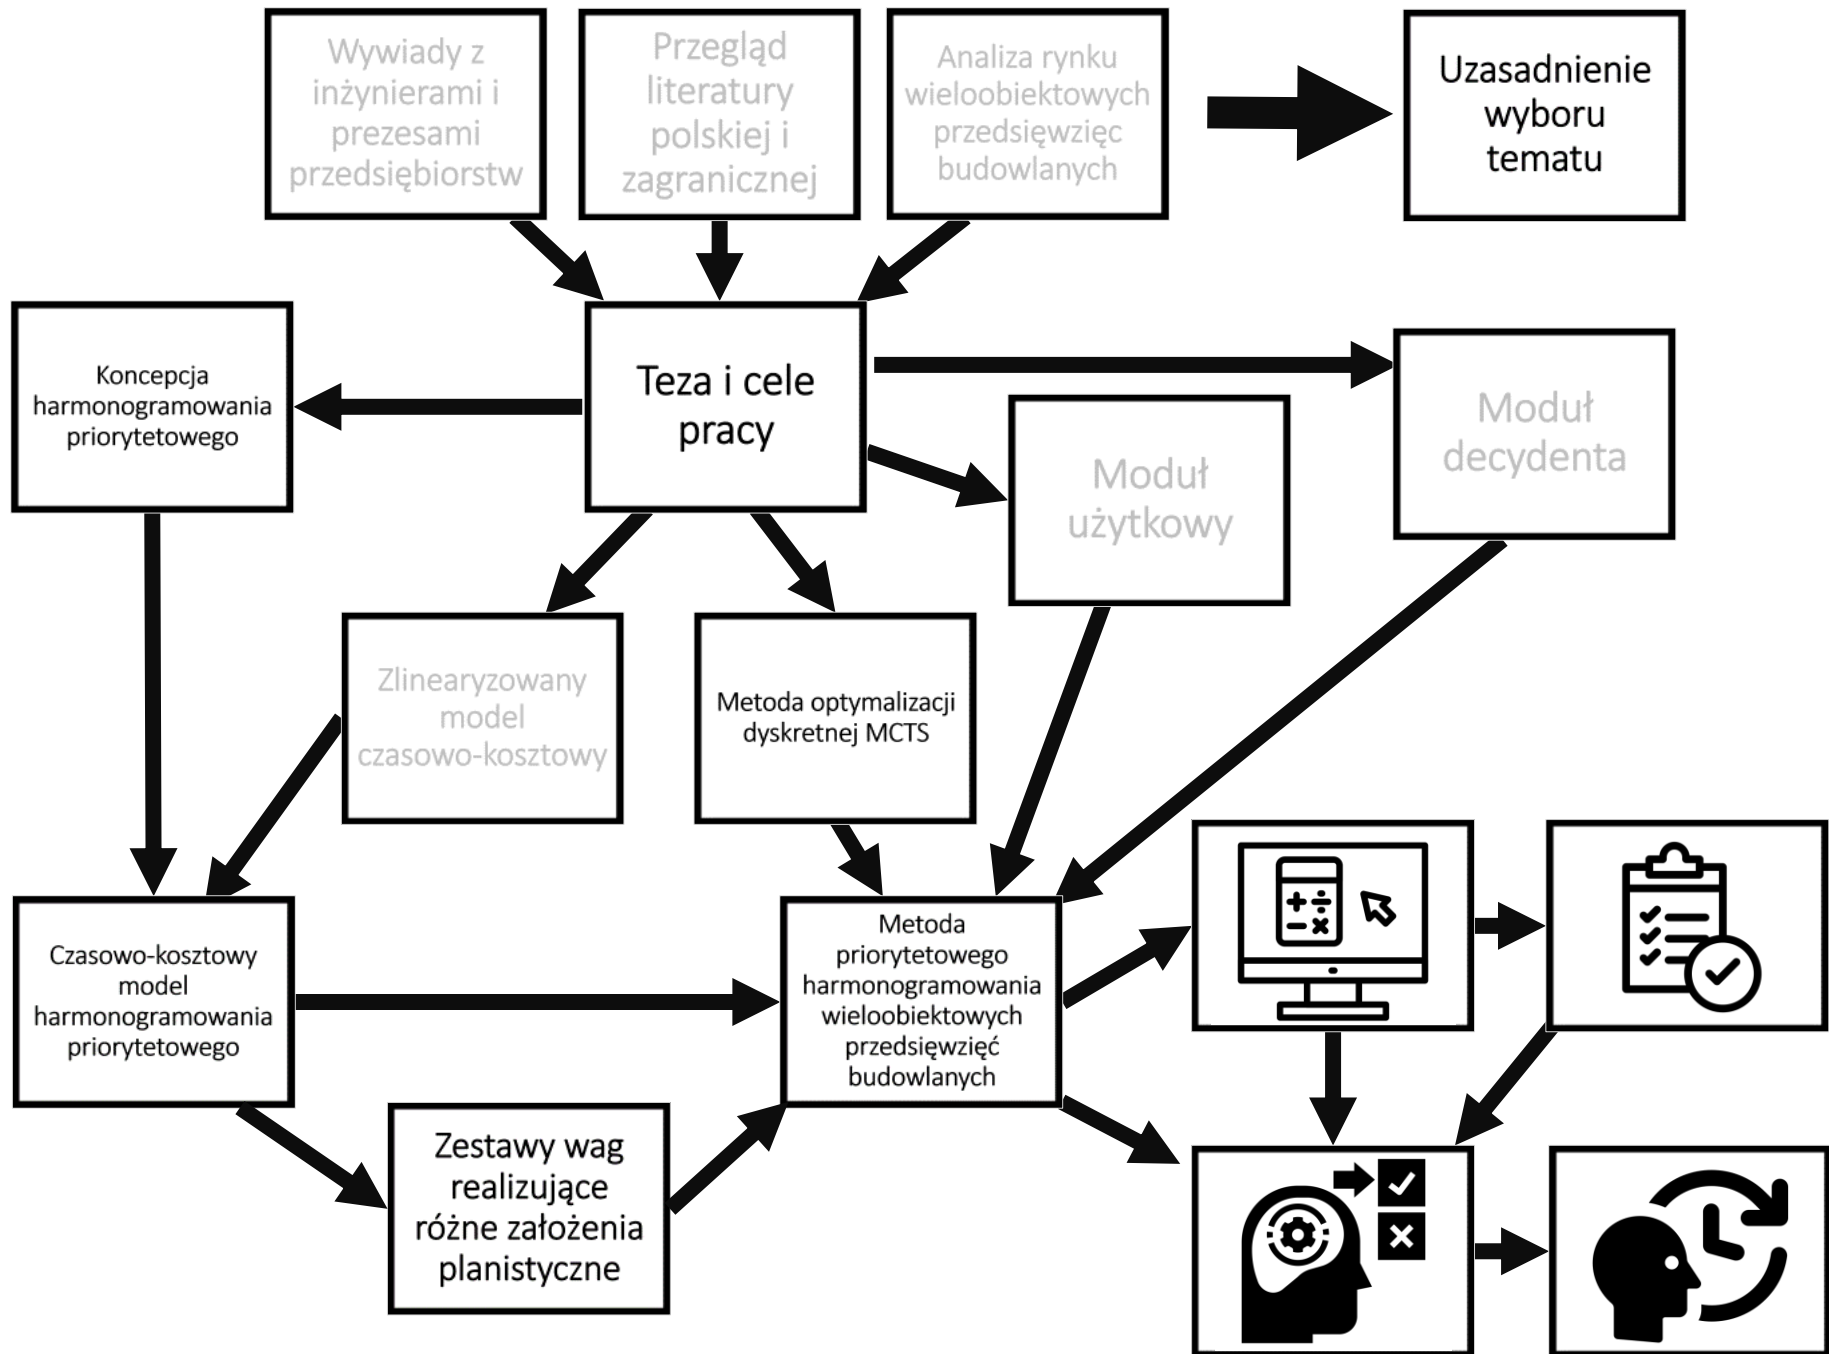 Wywiady z
inżynierami i
prezesami
przedsiębiorstw
Przegląd
literatury
polskiej i
zagranicznej
Analiza rynku
wieloobiektowych
przedsięwzięc
budowlanych
Uzasadnienie
wyboru
tematu
Koncepcja
harmonogramowania
priorytetowego
Teza i cele
pracy
Moduł
użytkowy
Moduł
decydenta
Zlinearyzowany
model
czasowo-kosztowy
Metoda optymalizacji
dyskretnej MCTS
Czasowo-kosztowy
model
harmonogramowania
priorytetowego
Metoda
priorytetowego
harmonogramowania
wieloobiektowych
przedsięwzięć
budowlanych
Zestawy wag
realizujące
różne założenia
planistyczne